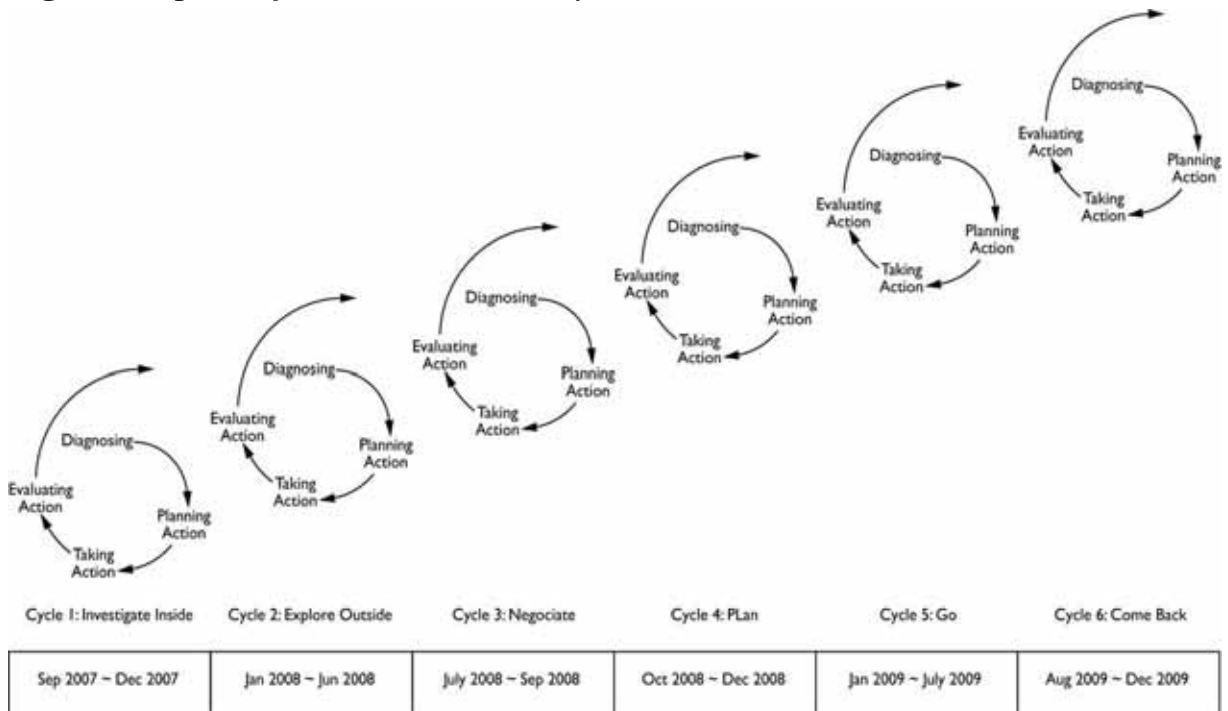 Diagnosing
Evaluating
Action
Planning
Action
Taking
Action
Diagnosing
Evaluating
Action
Planning
Action
Taking
Action
Diagnosing
Evaluating
Action
Planning
Action
Taking
Action
Diagnosing
Evaluating
Action
Planning
Action
Taking
Action
Diagnosing
Evaluating
Action
Planning
Action
Taking
Action
Diagnosing
Evaluating
Action
Planning
Action
Taking
Action
Cycle 1: Investigate Inside
Cycle 2: Explore Outside
Cycle 3: Negociate
Cycle 4: PLan
Cycle 5: Go
Cycle 6: Come Back
Sep 2007 ~ Dec 2007
Jan 2008 ~ Jun 2008
July 2008 ~ Sep 2008
Oct 2008 ~ Dec 2008
Jan 2009 ~ July 2009
Aug 2009 ~ Dec 2009